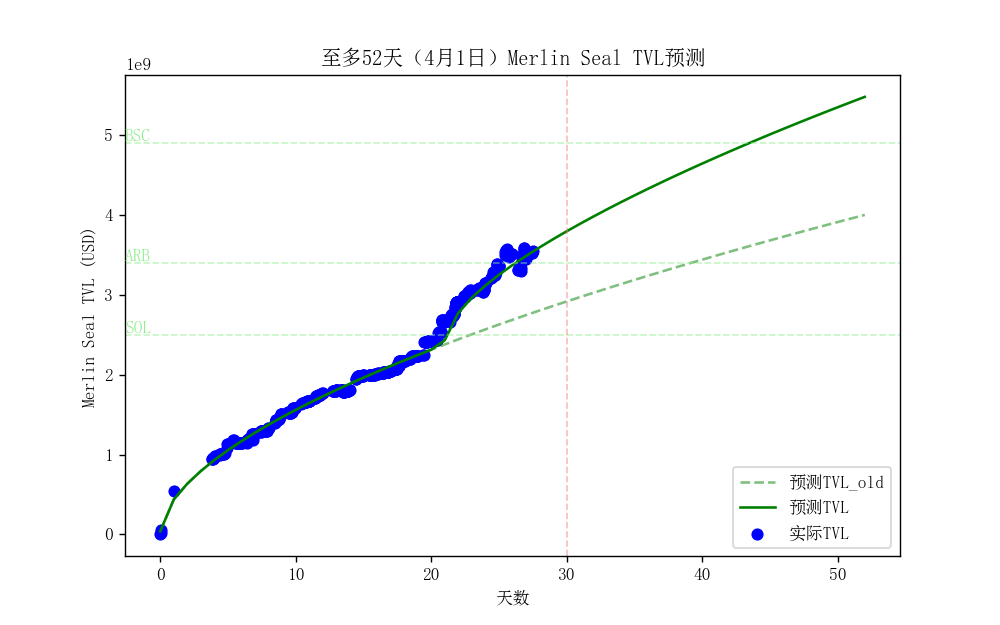 至多52天（4月1日）Merlin Seal TVL预测
1e9
Merlin Seal TVL (USD)
5
4
3
2
1
0
BSC
ARB
SOL
预测TVL_old
预测TVL
实际TVL
0 10 20 30 40 50
天数